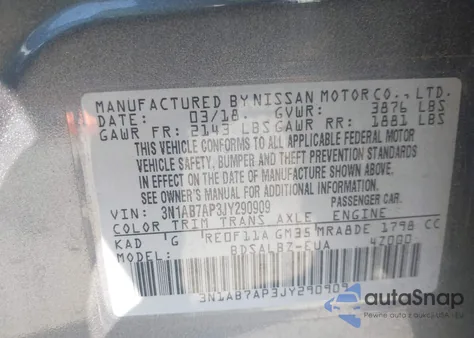 MANUFACTURED BY NISSAN MOTOR CO., LTD.
DATE: 03/18 GVWR: 3876 LBS
GAWR FR: 2143 LBS GAWR RR: 1881 LBS
THIS VEHICLE CONFORMS TO ALL APPLICABLE FEDERAL MOTOR
VEHICLE SAFETY, BUMPER AND THEFT PREVENTION STANDARDS
IN EFFECT ON THE DATE OF MANUFACTURE SHOWN ABOVE.
SEE OWNER'S MANUAL FOR ADDITIONAL INFORMATION.
VIN: 3N1AB7AP3JY290909 PASSENGER CAR.
COLOR TRIM TRANS AXLE ENGINE
KAD G RE0F11A GM35 MRA8DE 1798 CC
BDSALBZ-EUA 4Z0G0
3N1AB7AP3JY290909
autaSnap